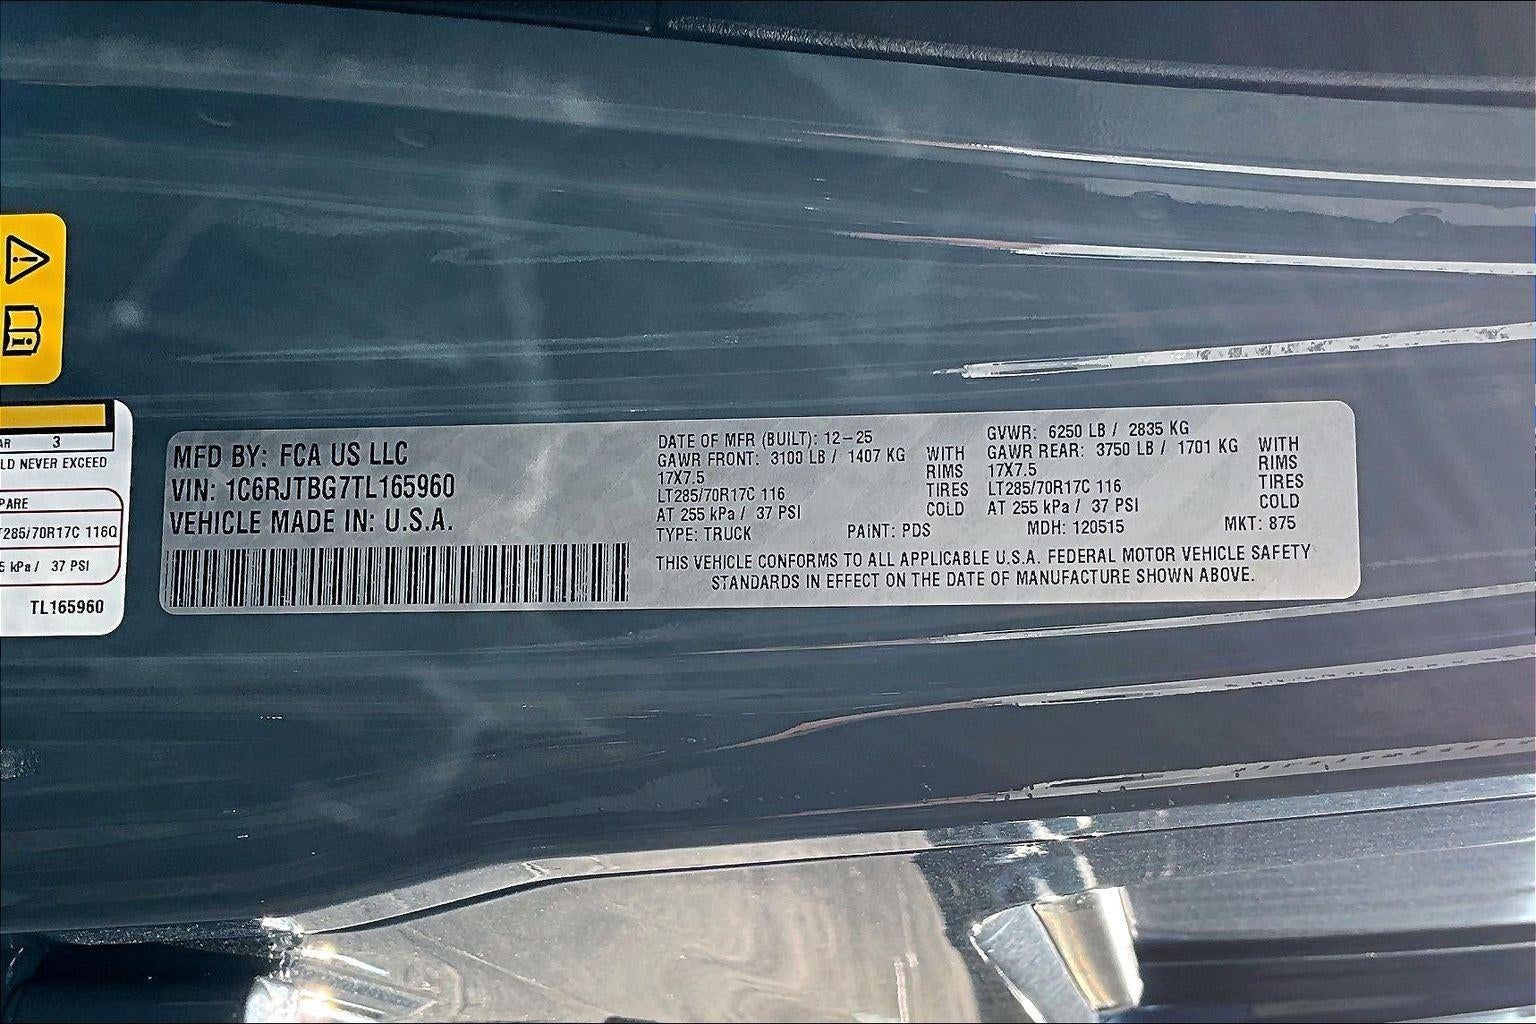 AR 3
LD NEVER EXCEED
PARE
T285/70R17C 116Q
5 kPa / 37 PSI
TL165960
MFD BY: FCA US LLC
VIN: 1C6RJTBG7TL165960
VEHICLE MADE IN: U.S.A.
DATE OF MFR (BUILT): 12-25
GAWR FRONT: 3100 LB / 1407 KG WITH
17X7.5 RIMS
LT285/70R17C 116 TIRES
AT 255 kPa / 37 PSI COLD
TYPE: TRUCK PAINT: PDS
GVWR: 6250 LB / 2835 KG
GAWR REAR: 3750 LB / 1701 KG WITH
17X7.5 RIMS
LT285/70R17C 116 TIRES
AT 255 kPa / 37 PSI COLD
MDH: 120515 MKT: 875
THIS VEHICLE CONFORMS TO ALL APPLICABLE U.S.A. FEDERAL MOTOR VEHICLE SAFETY
STANDARDS IN EFFECT ON THE DATE OF MANUFACTURE SHOWN ABOVE.